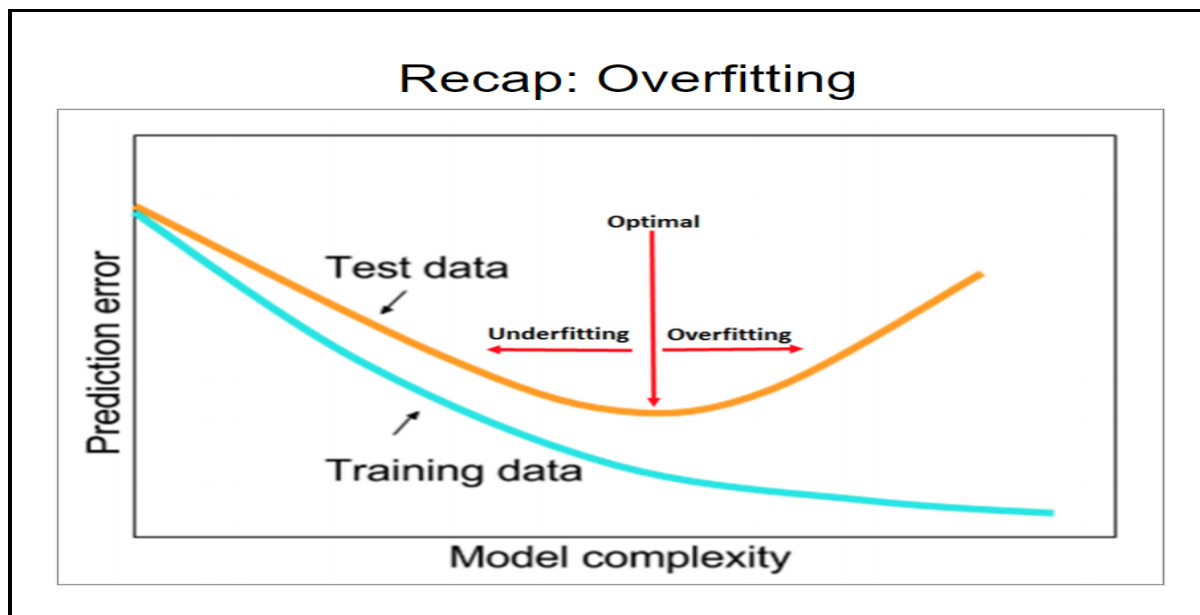 Recap: Overfitting
Optimal
Test data
Underfitting
Overfitting
Prediction error
Training data
Model complexity